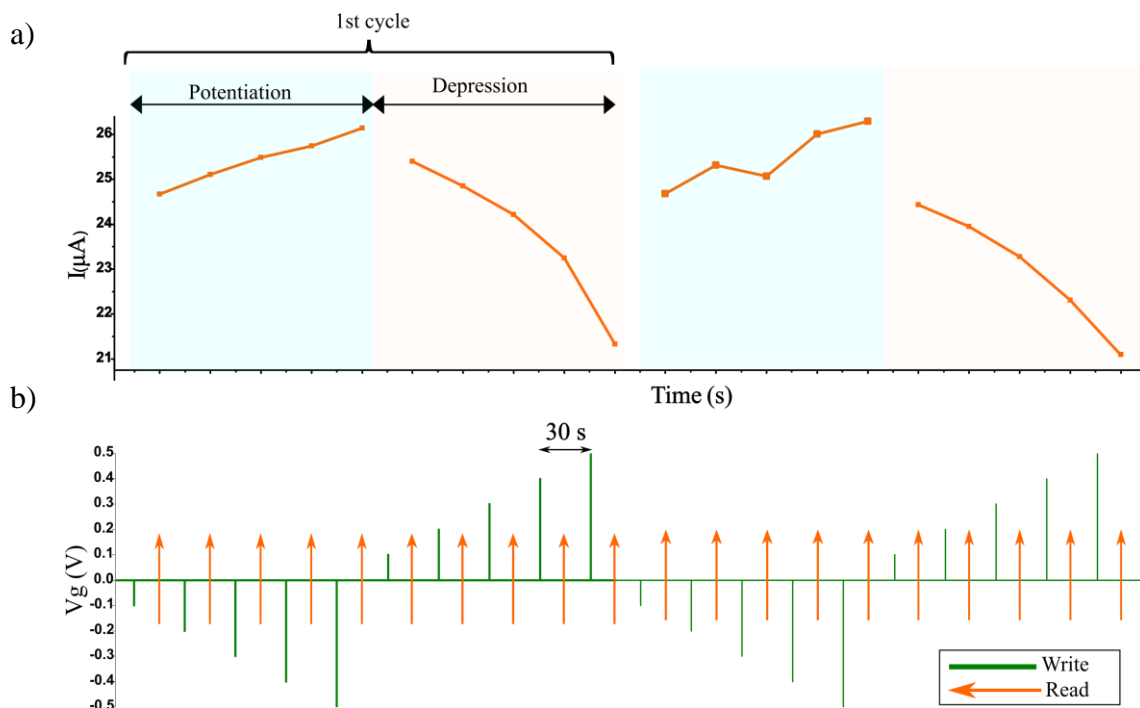 a)
1st cycle
Potentiation
Depression
26
25
24
23
22
21
I(μA)
Time (s)
b)
30 s
0.5
0.4
0.3
0.2
0.1
0.0
-0.1
-0.2
-0.3
-0.4
-0.5
Vg (V)
Write
Read